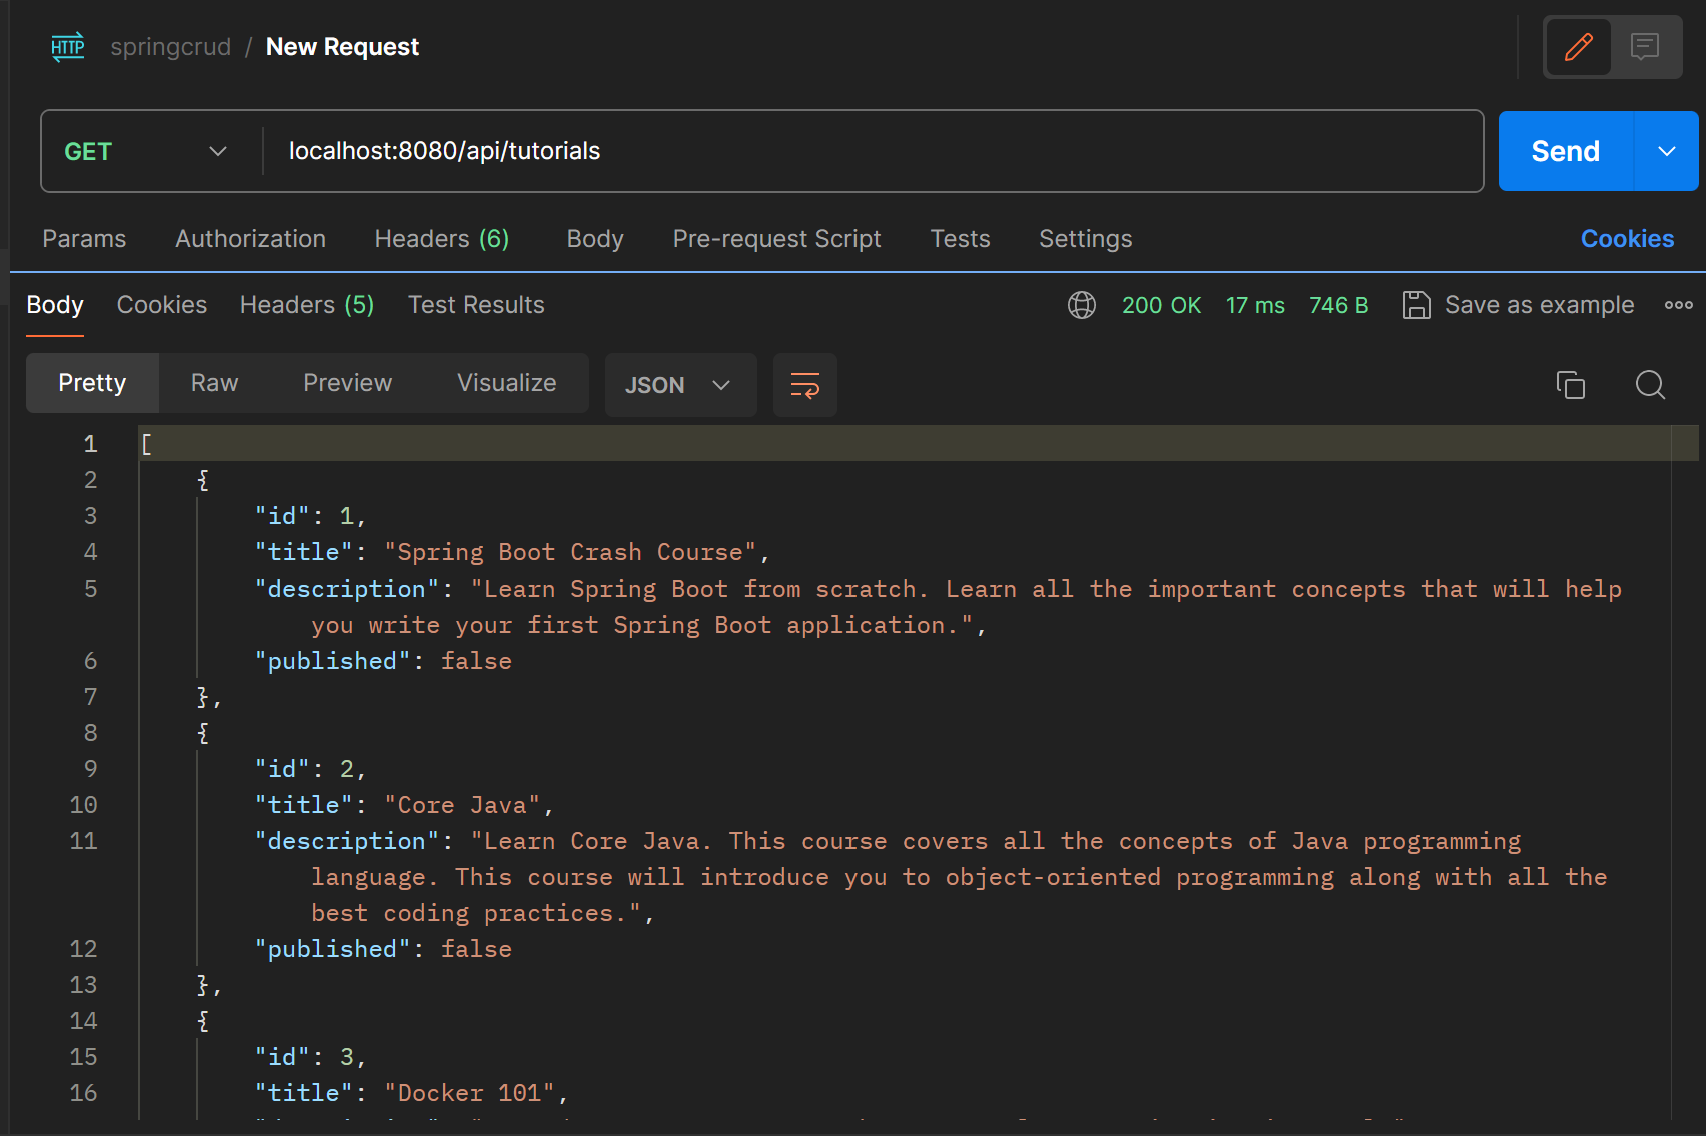 HTTP springcrud / New Request
GET localhost:8080/api/tutorials Send
Params Authorization Headers (6) Body Pre-request Script Tests Settings Cookies
Body Cookies Headers (5) Test Results 200 OK 17 ms 746 B Save as example
Pretty Raw Preview Visualize JSON
1 [
2 {
3 "id": 1,
4 "title": "Spring Boot Crash Course",
5 "description": "Learn Spring Boot from scratch. Learn all the important concepts that will help
you write your first Spring Boot application.",
6 "published": false
7 },
8 {
9 "id": 2,
10 "title": "Core Java",
11 "description": "Learn Core Java. This course covers all the concepts of Java programming
language. This course will introduce you to object-oriented programming along with all the
best coding practices.",
12 "published": false
13 },
14 {
15 "id": 3,
16 "title": "Docker 101",